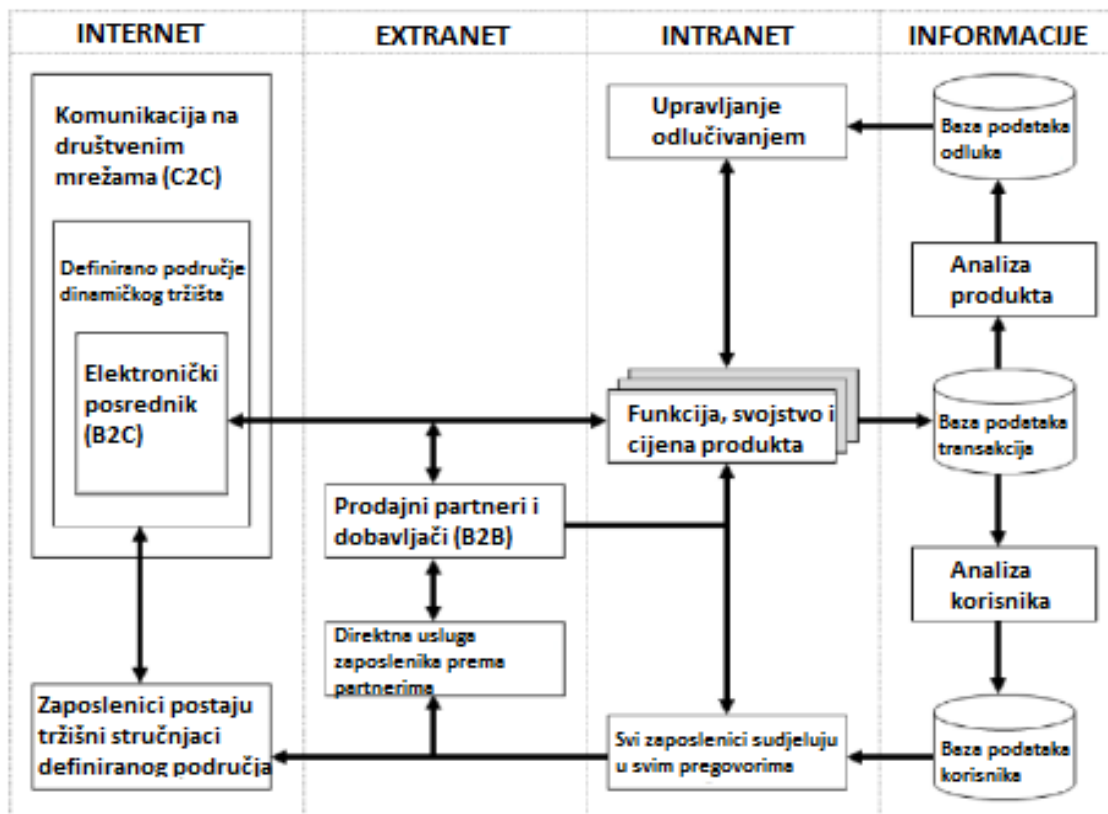 INTERNET
EXTRANET
INTRANET
INFORMACIJE
Komunikacija na
društvenim
mrežama (C2C)
Definirano područje
dinamičkog tržišta
Elektronički
posrednik
(B2C)
Zaposlenici postaju
tržišni stručnjaci
definiranog područja
Prodajni partneri i
dobavljači (B2B)
Direktna usluga
zaposlenika prema
partnerima
Upravljanje
odlučivanjem
Funkcija, svojstvo i
cijena produkta
Svi zaposlenici sudjeluju
u svim pregovorima
Baza podataka
odluka
Analiza
produkta
Baza podataka
transakcija
Analiza
korisnika
Baza podataka
korisnika